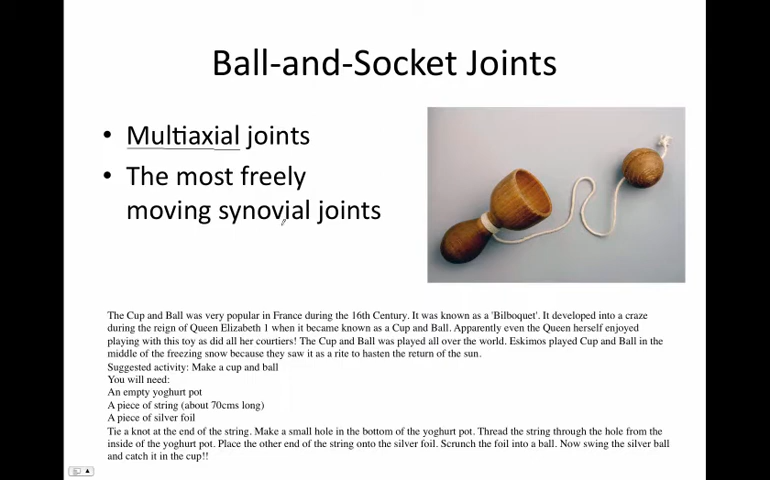 Ball-and-Socket Joints
• Multiaxial joints
• The most freely
moving synovial joints
The Cup and Ball was very popular in France during the 16th Century. It was known as a 'Bilboquet'. It developed into a craze
during the reign of Queen Elizabeth 1 when it became known as a Cup and Ball. Apparently even the Queen herself enjoyed
playing with this toy as did all her courtiers! The Cup and Ball was played all over the world. Eskimos played Cup and Ball in the
middle of the freezing snow because they saw it as a rite to hasten the return of the sun.
Suggested activity: Make a cup and ball
You will need:
An empty yoghurt pot
A piece of string (about 70cms long)
A piece of silver foil
Tie a knot at the end of the string. Make a small hole in the bottom of the yoghurt pot. Thread the string through the hole from the
inside of the yoghurt pot. Place the other end of the string onto the silver foil. Scrunch the foil into a ball. Now swing the silver ball
and catch it in the cup!!